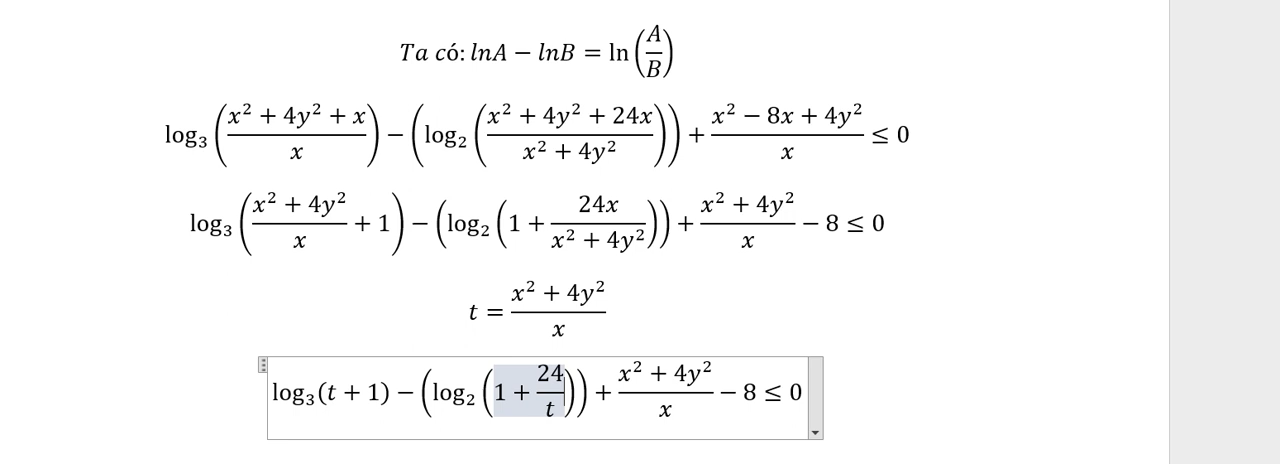 Ta có: lnA − lnB = ln(A/B)
log₃((x² + 4y² + x)/x) − (log₂((x² + 4y² + 24x)/(x² + 4y²))) + (x² − 8x + 4y²)/x ≤ 0
log₃((x² + 4y²)/x + 1) − (log₂(1 + 24x/(x² + 4y²))) + (x² + 4y²)/x − 8 ≤ 0
t = (x² + 4y²)/x
log₃(t + 1) − (log₂(1 + 24/t)) + (x² + 4y²)/x − 8 ≤ 0